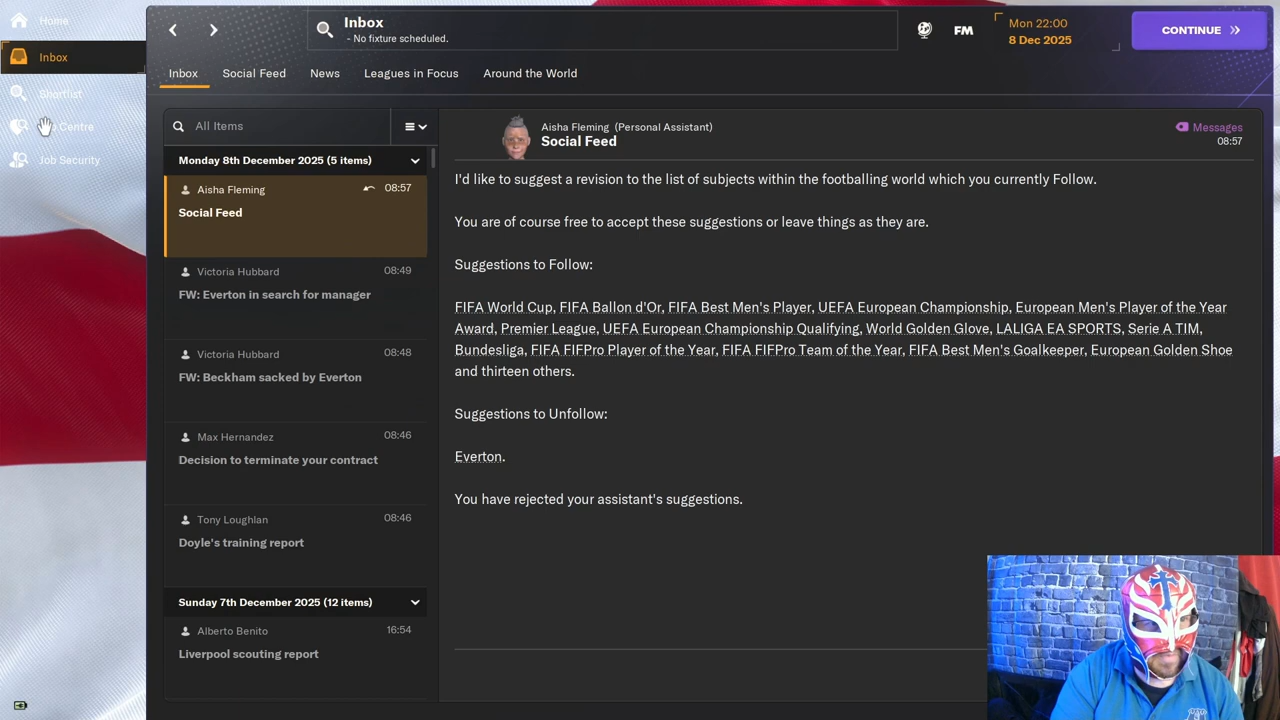 Home
Inbox
Shortlist
Centre
Job Security
Inbox
- No fixture scheduled.
FM
Mon 22:00
8 Dec 2025
CONTINUE
Inbox
Social Feed
News
Leagues in Focus
Around the World
All Items
Monday 8th December 2025 (5 items)
Aisha Fleming
08:57
Social Feed
Victoria Hubbard
08:49
FW: Everton in search for manager
Victoria Hubbard
08:48
FW: Beckham sacked by Everton
Max Hernandez
08:46
Decision to terminate your contract
Tony Loughlan
08:46
Doyle's training report
Sunday 7th December 2025 (12 items)
Alberto Benito
16:54
Liverpool scouting report
Aisha Fleming (Personal Assistant)
Social Feed
Messages
08:57
I'd like to suggest a revision to the list of subjects within the footballing world which you currently Follow.
You are of course free to accept these suggestions or leave things as they are.
Suggestions to Follow:
FIFA World Cup, FIFA Ballon d'Or, FIFA Best Men's Player, UEFA European Championship, European Men's Player of the Year
Award, Premier League, UEFA European Championship Qualifying, World Golden Glove, LALIGA EA SPORTS, Serie A TIM,
Bundesliga, FIFA FIFPro Player of the Year, FIFA FIFPro Team of the Year, FIFA Best Men's Goalkeeper, European Golden Shoe
and thirteen others.
Suggestions to Unfollow:
Everton.
You have rejected your assistant's suggestions.